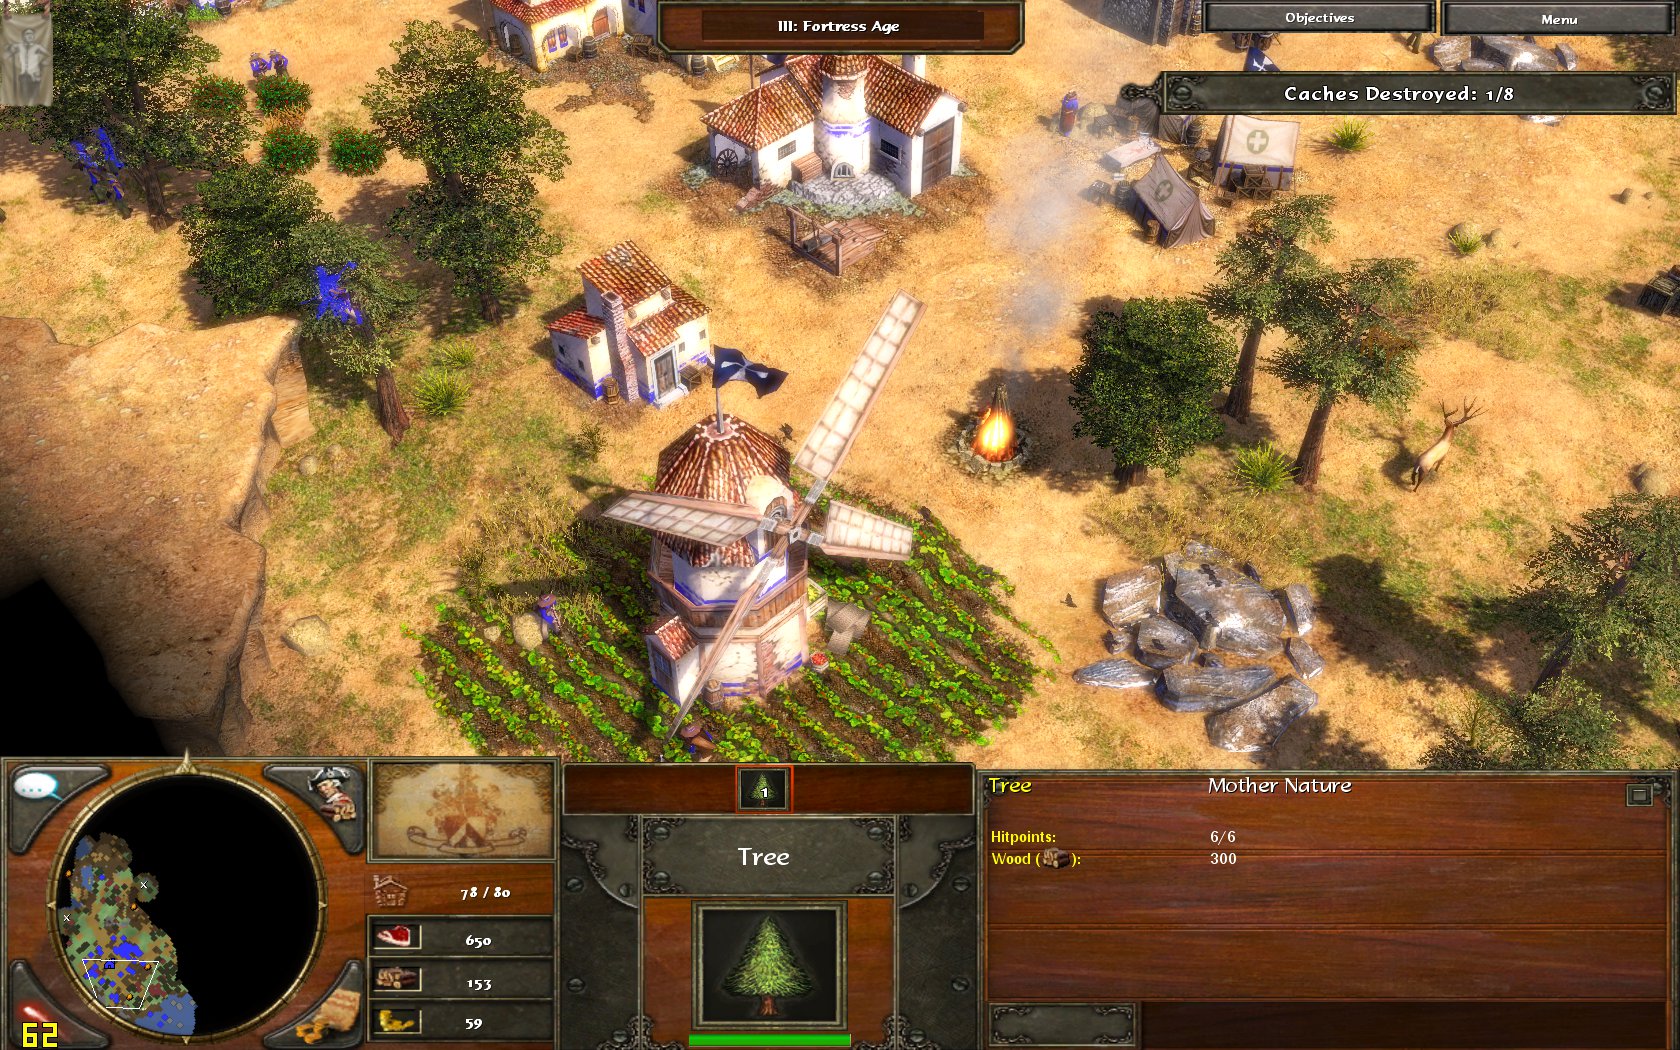 III: Fortress Age
Objectives
Menu
Caches Destroyed: 1/8
1
Tree
Mother Nature
Hitpoints: 6/6
Wood ( ): 300
Tree
78 / 80
650
153
59
62